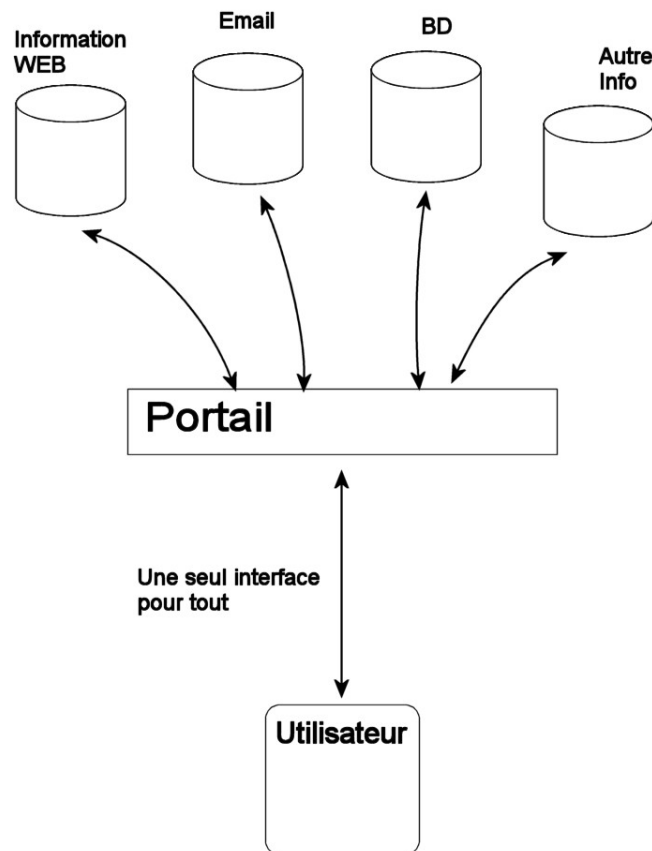 Information
WEB
Email
BD
Autre
Info
Portail
Une seul interface
pour tout
Utilisateur